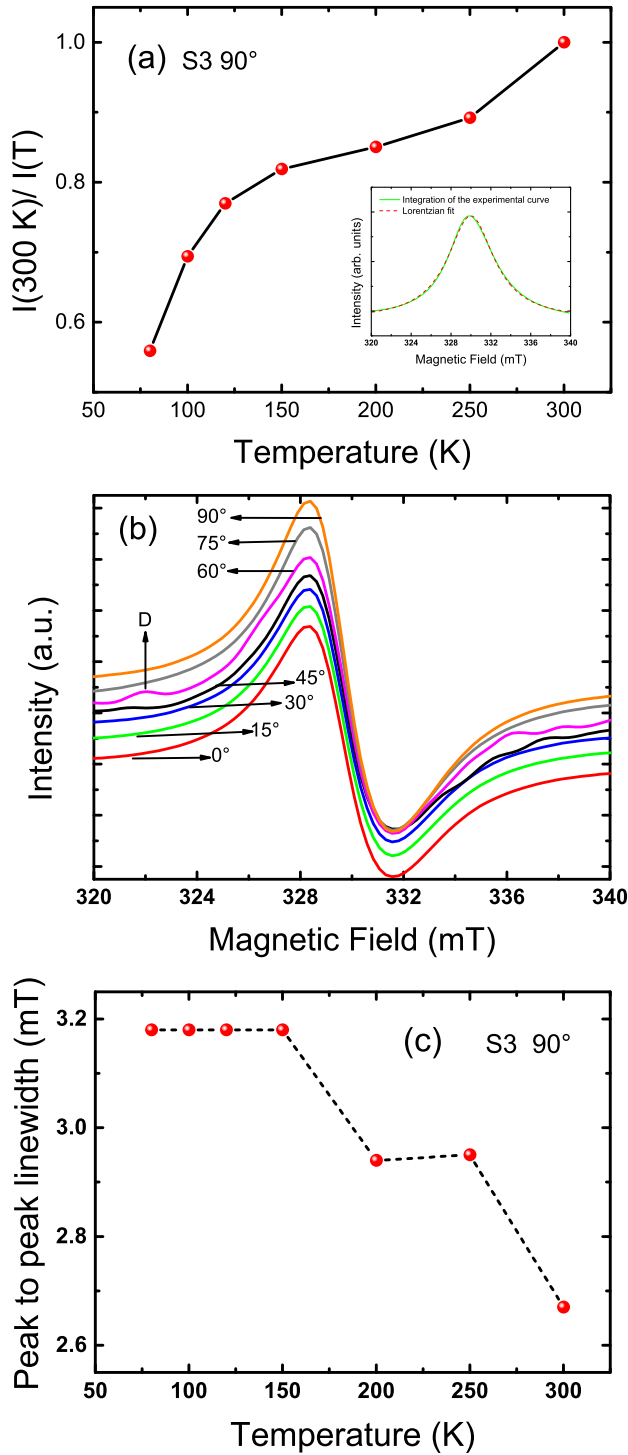 (a) S3 90°
I(300 K)/ I(T)
1.0
0.8
0.6
Integration of the experimental curve
Lorentzian fit
Intensity (arb. units)
320 324 328 332 336 340
Magnetic Field (mT)
50 100 150 200 250 300
Temperature (K)
(b)
90°
75°
60°
D
45°
30°
15°
0°
Intensity (a.u.)
320 324 328 332 336 340
Magnetic Field (mT)
(c) S3 90°
Peak to peak linewidth (mT)
3.2
3.0
2.8
2.6
50 100 150 200 250 300
Temperature (K)